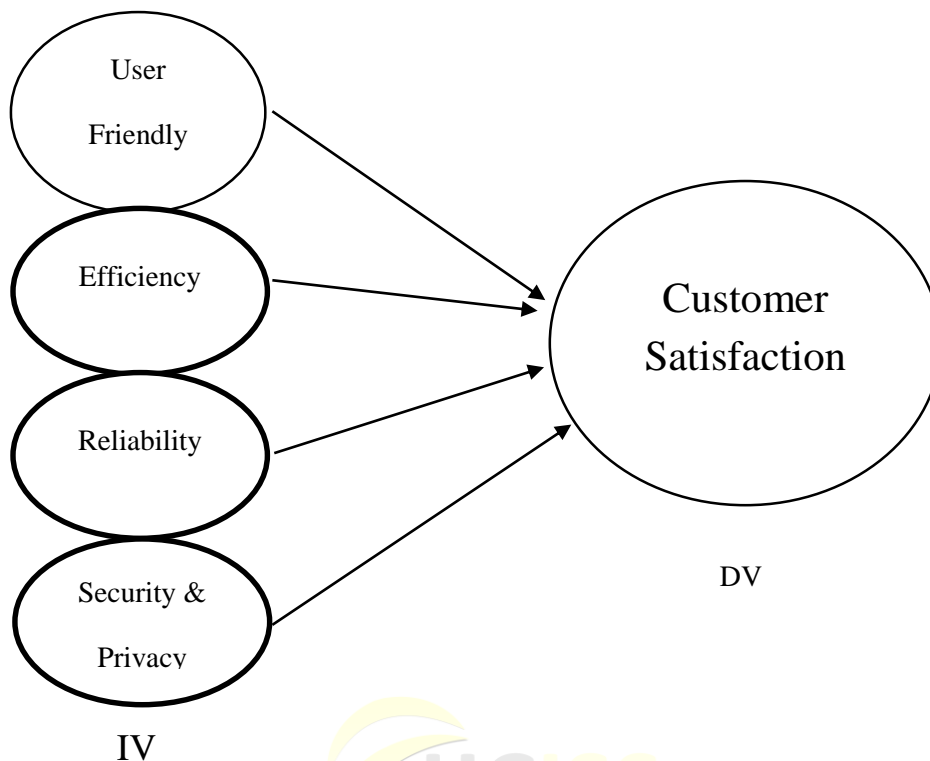 User
Friendly
Efficiency
Customer
Satisfaction
Reliability
Security &
Privacy
DV
IV